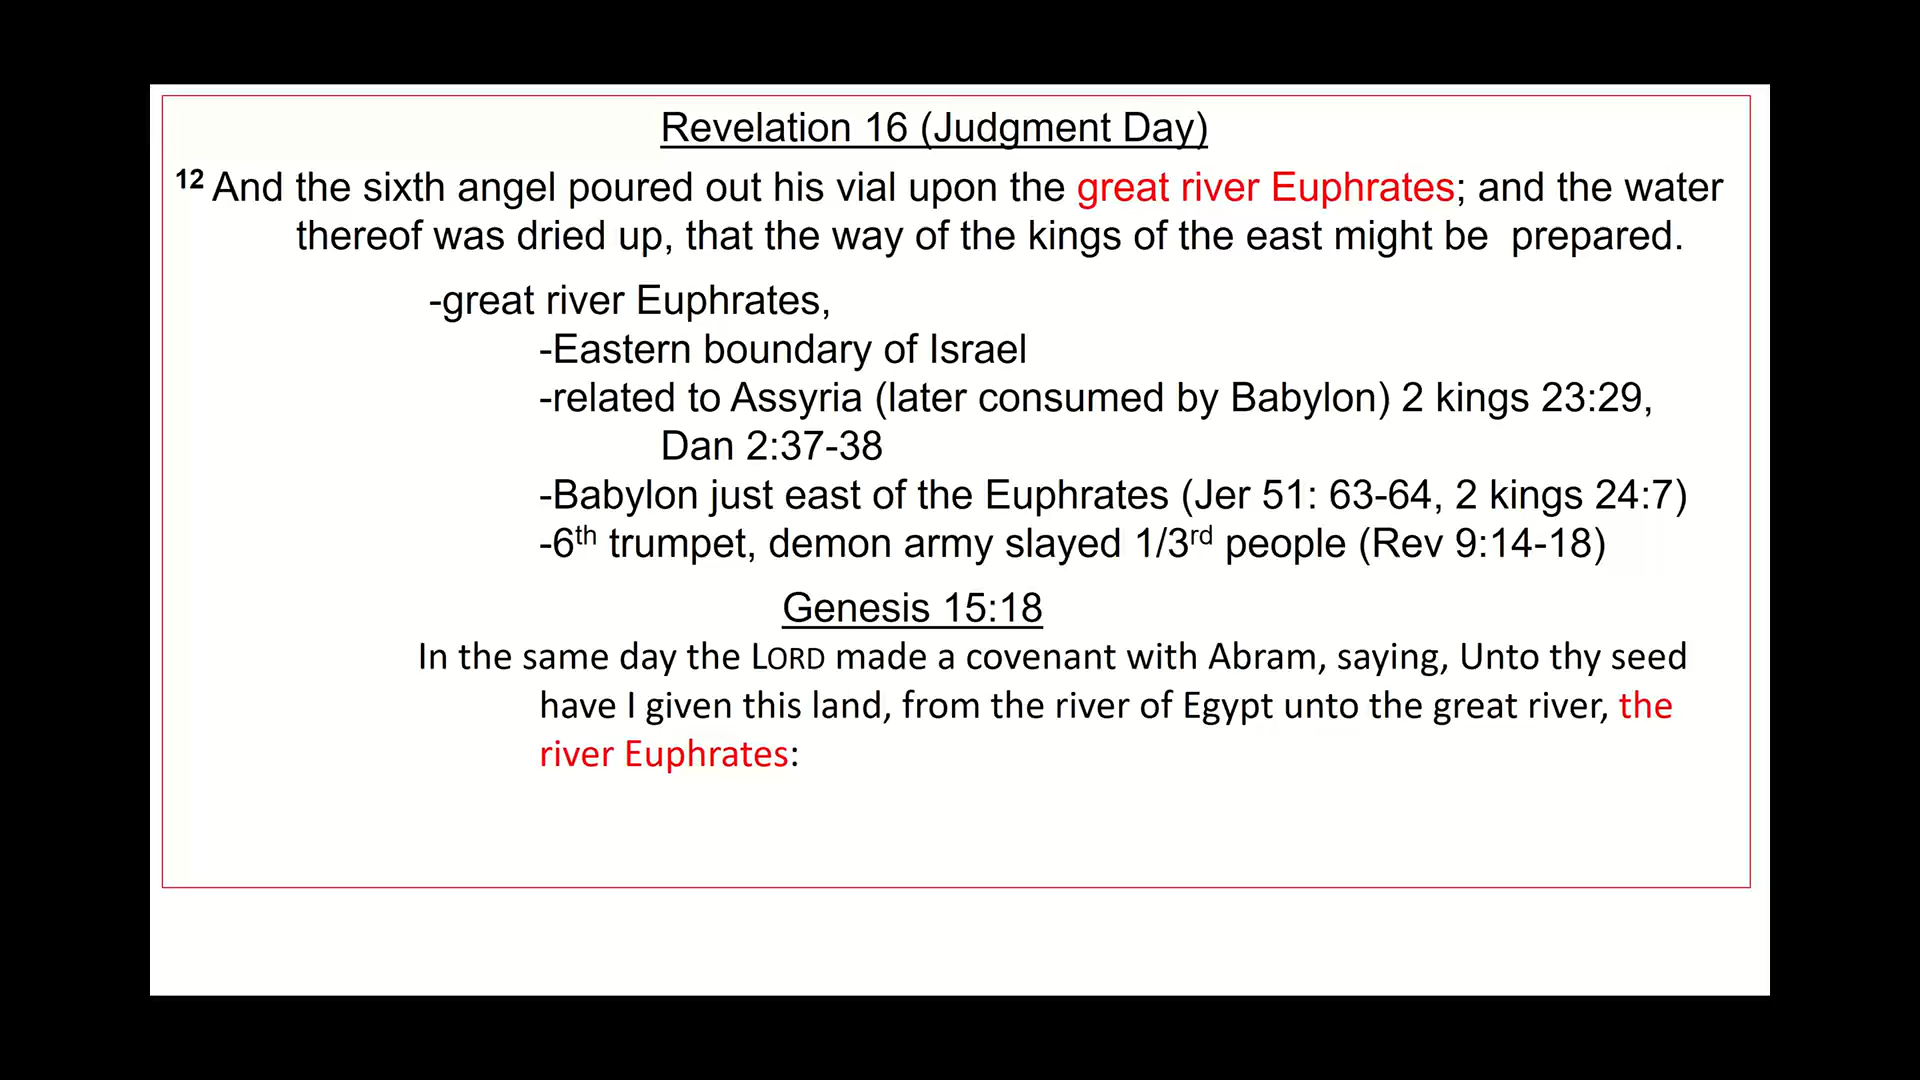 Revelation 16 (Judgment Day)
12 And the sixth angel poured out his vial upon the great river Euphrates; and the water
thereof was dried up, that the way of the kings of the east might be prepared.
-great river Euphrates,
-Eastern boundary of Israel
-related to Assyria (later consumed by Babylon) 2 kings 23:29,
Dan 2:37-38
-Babylon just east of the Euphrates (Jer 51: 63-64, 2 kings 24:7)
-6th trumpet, demon army slayed 1/3rd people (Rev 9:14-18)
Genesis 15:18
In the same day the LORD made a covenant with Abram, saying, Unto thy seed
have I given this land, from the river of Egypt unto the great river, the
river Euphrates: